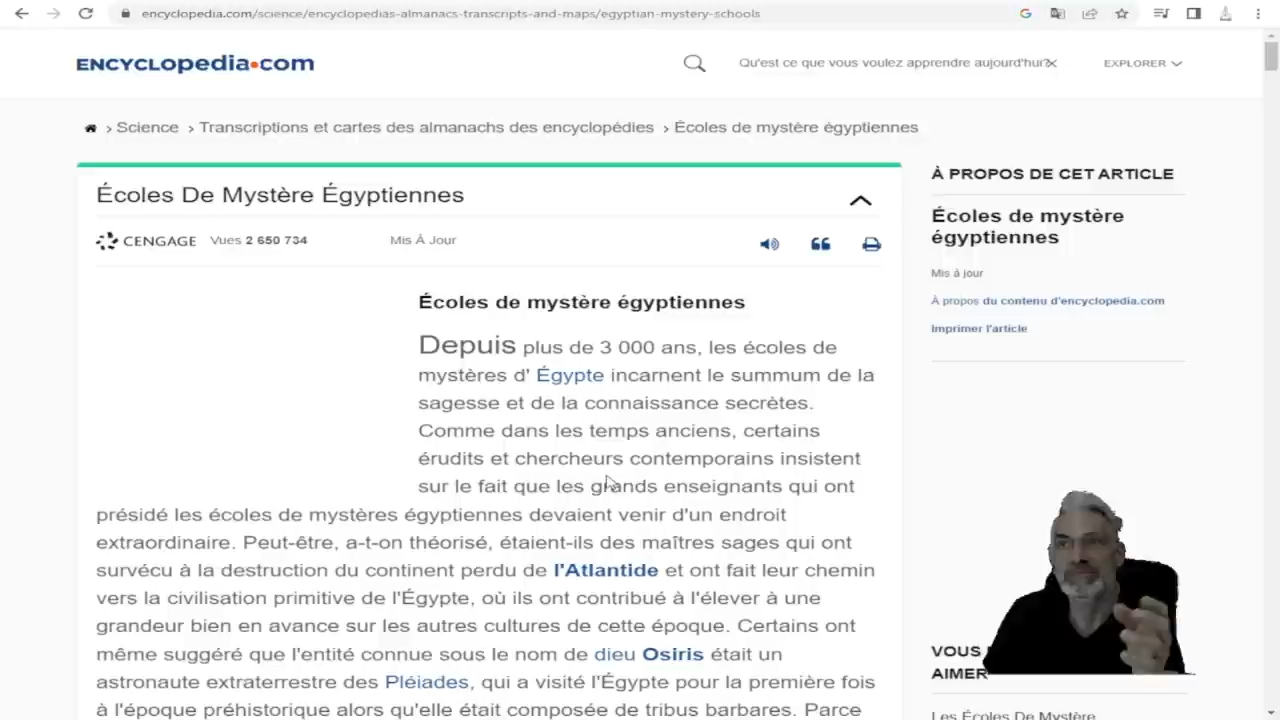 encyclopedia.com/science/encyclopedias-almanacs-transcripts-and-maps/egyptian-mystery-schools
ENCYCLOPedia.com
Qu'est ce que vous voulez apprendre aujourd'hur?
EXPLORER
Science > Transcriptions et cartes des almanachs des encyclopédies > Écoles de mystère égyptiennes
Écoles De Mystère Égyptiennes
CENGAGE Vues 2 650 734 Mis À Jour
Écoles de mystère égyptiennes
Depuis plus de 3 000 ans, les écoles de
mystères d' Égypte incarnent le summum de la
sagesse et de la connaissance secrètes.
Comme dans les temps anciens, certains
érudits et chercheurs contemporains insistent
sur le fait que les grands enseignants qui ont
présidé les écoles de mystères égyptiennes devaient venir d'un endroit
extraordinaire. Peut-être, a-t-on théorisé, étaient-ils des maîtres sages qui ont
survécu à la destruction du continent perdu de l'Atlantide et ont fait leur chemin
vers la civilisation primitive de l'Égypte, où ils ont contribué à l'élever à une
grandeur bien en avance sur les autres cultures de cette époque. Certains ont
même suggéré que l'entité connue sous le nom de dieu Osiris était un
astronaute extraterrestre des Pléiades, qui a visité l'Égypte pour la première fois
à l'époque préhistorique alors qu'elle était composée de tribus barbares. Parce
À PROPOS DE CET ARTICLE
Écoles de mystère
égyptiennes
Mis à jour
À propos du contenu d'encyclopedia.com
Imprimer l'article
VOUS
AIMER
Les Écoles De Mystère